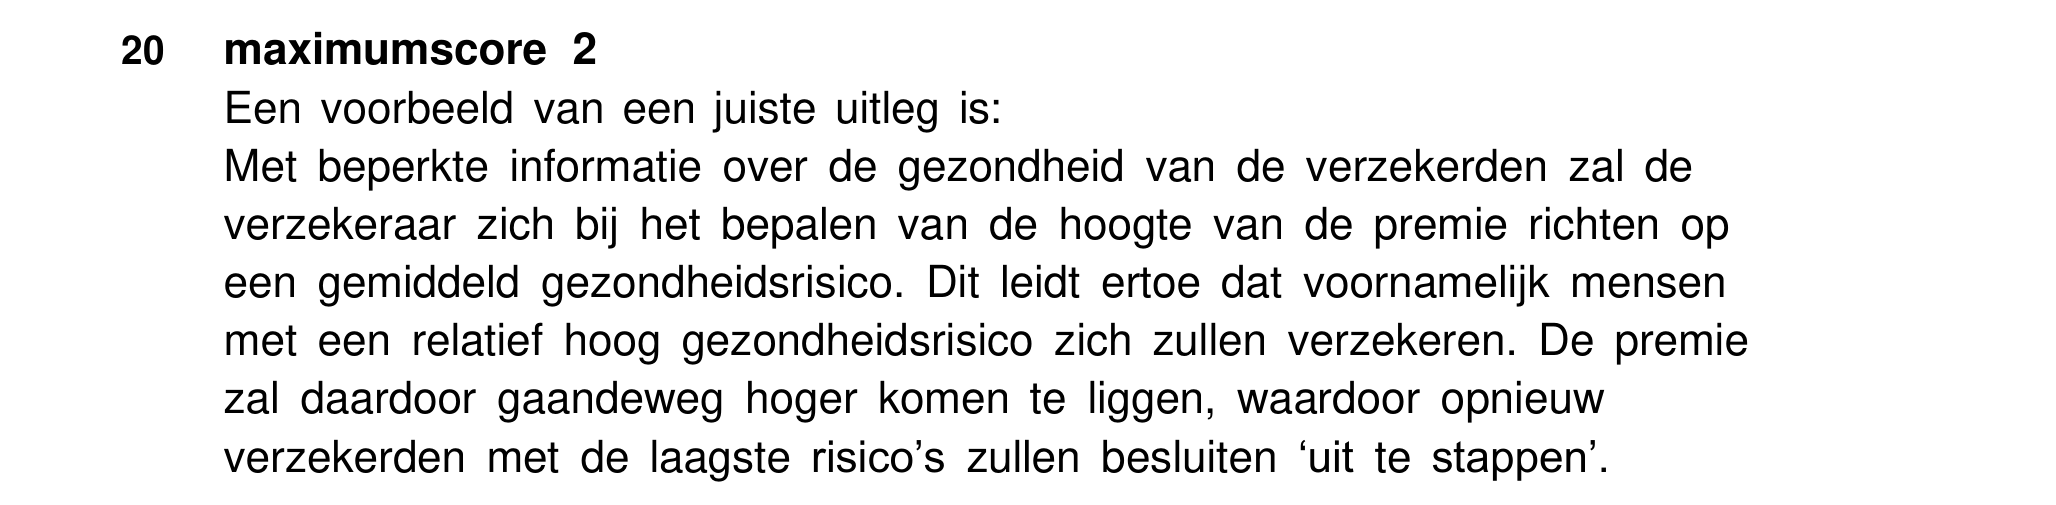 20 maximumscore 2
Een voorbeeld van een juiste uitleg is:
Met beperkte informatie over de gezondheid van de verzekerden zal de
verzekeraar zich bij het bepalen van de hoogte van de premie richten op
een gemiddeld gezondheidsrisico. Dit leidt ertoe dat voornamelijk mensen
met een relatief hoog gezondheidsrisico zich zullen verzekeren. De premie
zal daardoor gaandeweg hoger komen te liggen, waardoor opnieuw
verzekerden met de laagste risico’s zullen besluiten ‘uit te stappen’.